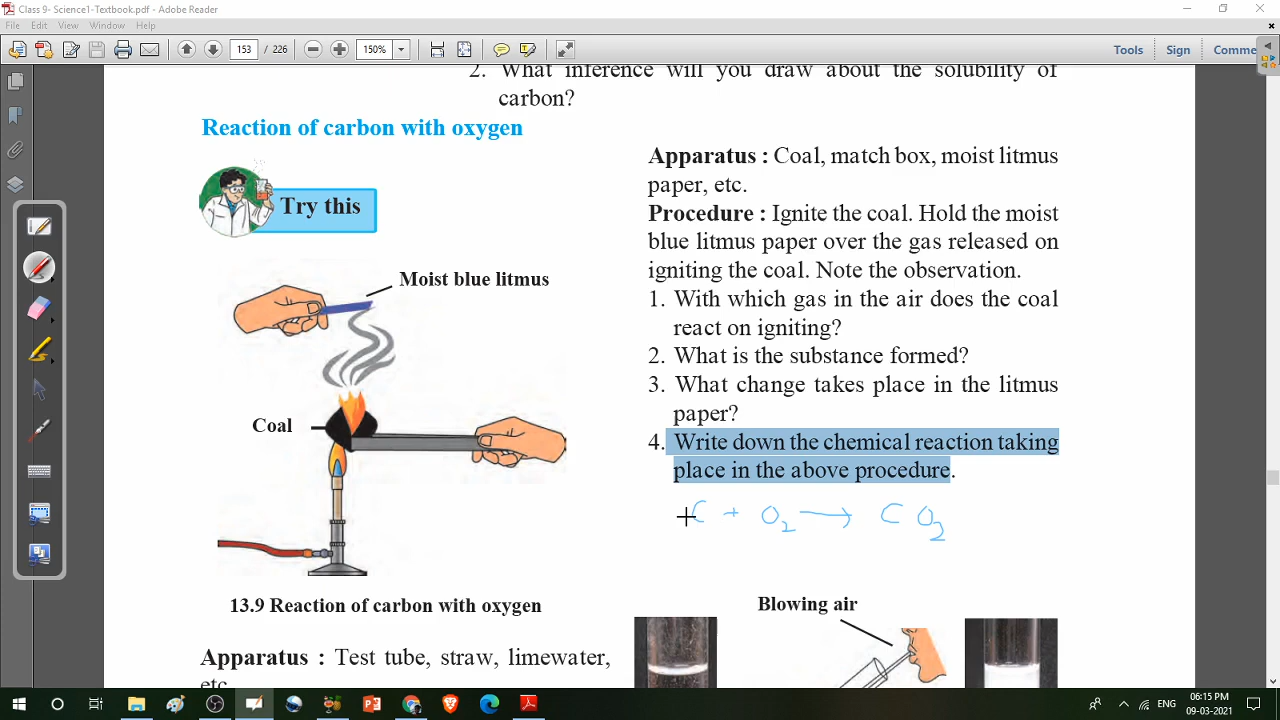 Class 9- Science1-Textbook.pdf - Adobe Reader
File Edit View Window Help
153 / 226 150% Tools Sign Comme
2. What inference will you draw about the solubility of
carbon?
Reaction of carbon with oxygen
Try this
Moist blue litmus
Coal
13.9 Reaction of carbon with oxygen
Apparatus : Test tube, straw, limewater,
etc.
Apparatus : Coal, match box, moist litmus
paper, etc.
Procedure : Ignite the coal. Hold the moist
blue litmus paper over the gas released on
igniting the coal. Note the observation.
1. With which gas in the air does the coal
react on igniting?
2. What is the substance formed?
3. What change takes place in the litmus
paper?
4. Write down the chemical reaction taking
place in the above procedure.
C + O2 → C O2
Blowing air
ENG
06:15 PM
09-03-2021